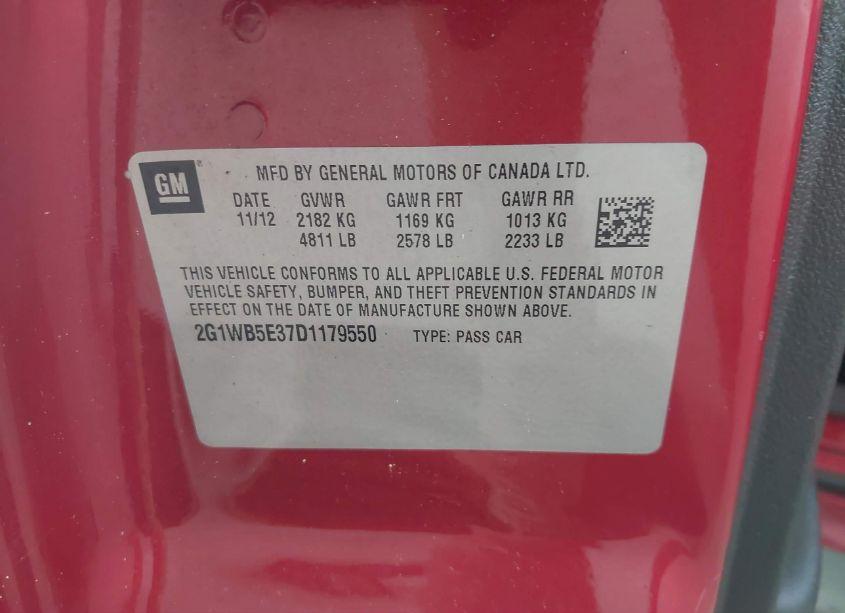 GM
MFD BY GENERAL MOTORS OF CANADA LTD.
DATE GVWR GAWR FRT GAWR RR
11/12 2182 KG 1169 KG 1013 KG
4811 LB 2578 LB 2233 LB
THIS VEHICLE CONFORMS TO ALL APPLICABLE U.S. FEDERAL MOTOR
VEHICLE SAFETY, BUMPER, AND THEFT PREVENTION STANDARDS IN
EFFECT ON THE DATE OF MANUFACTURE SHOWN ABOVE.
2G1WB5E37D1179550 TYPE: PASS CAR